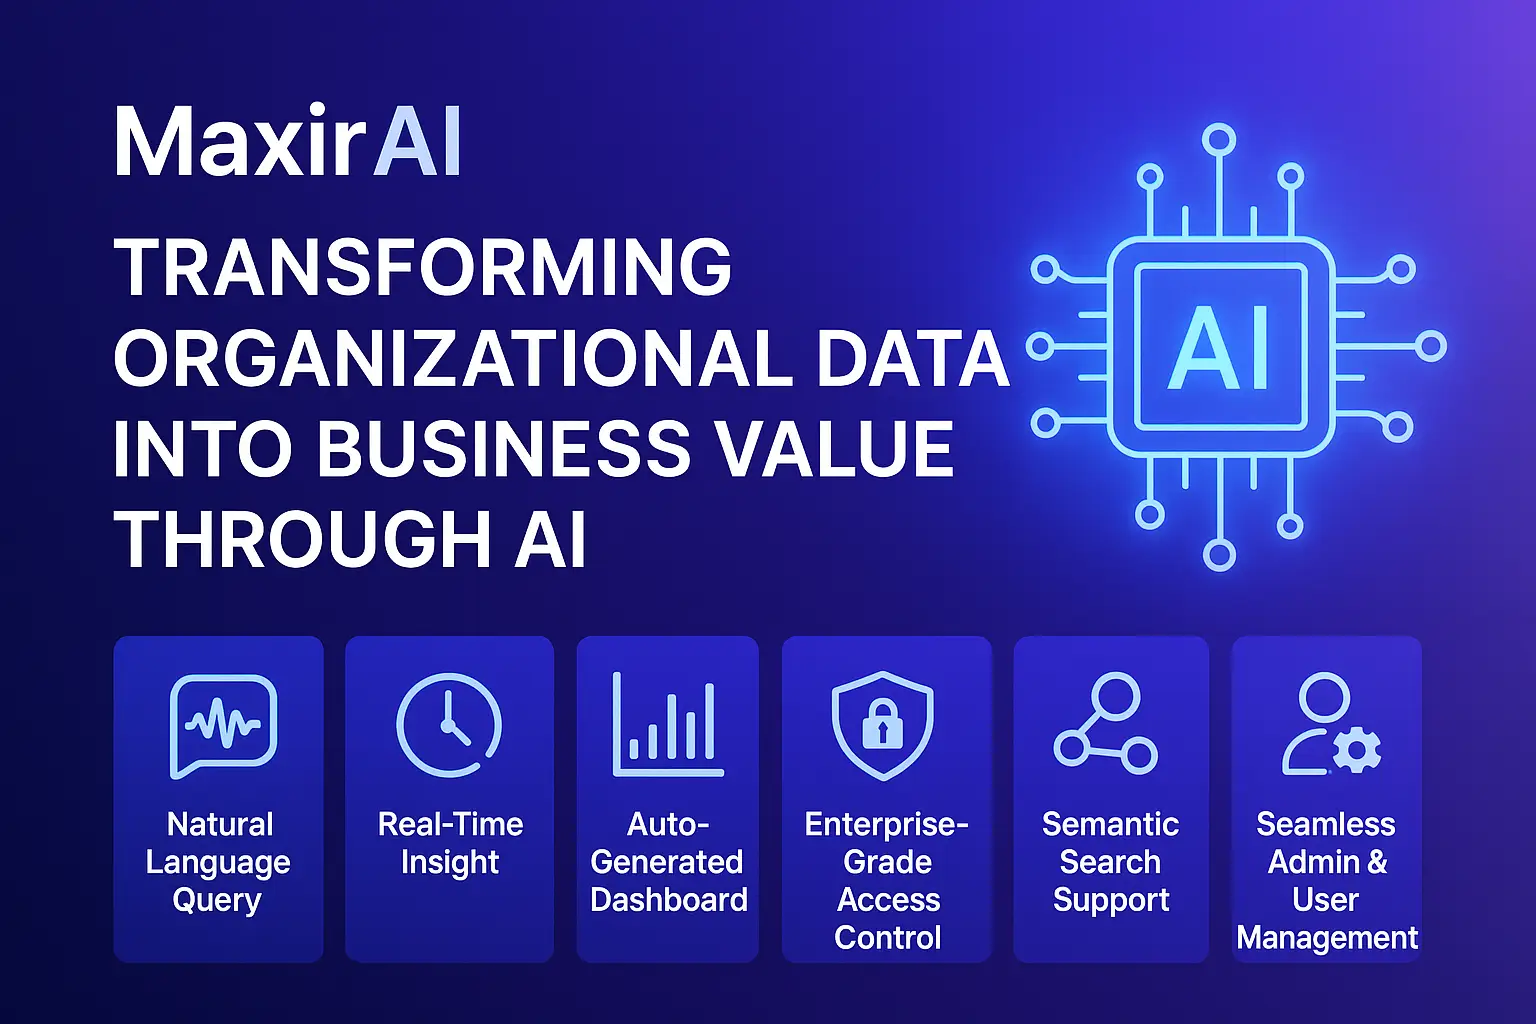 MaxirAI
TRANSFORMING
ORGANIZATIONAL DATA
INTO BUSINESS VALUE
THROUGH AI
AI
Natural
Language
Query
Real-Time
Insight
Auto-
Generated
Dashboard
Enterprise-
Grade
Access
Control
Semantic
Search
Support
Seamless
Admin &
User
Management